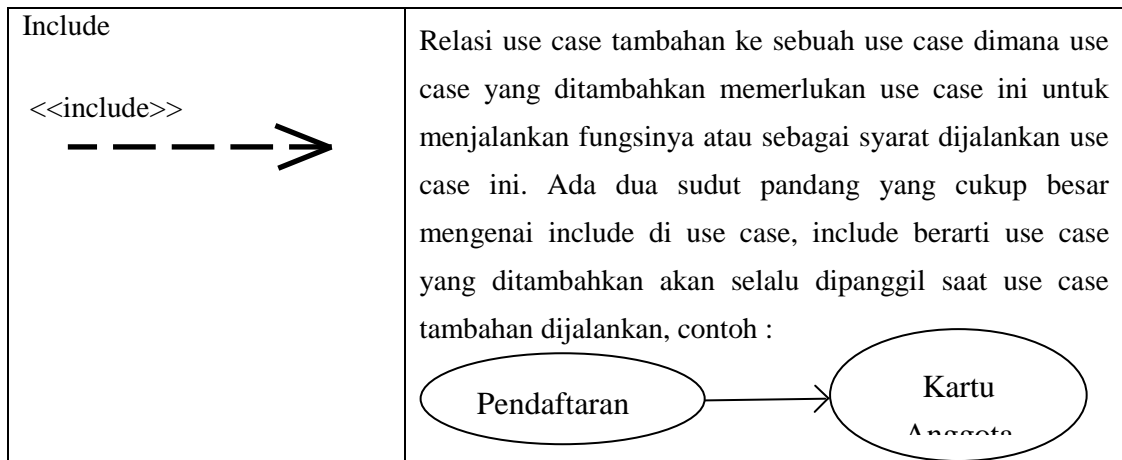 Include
<<include>>
Relasi use case tambahan ke sebuah use case dimana use
case yang ditambahkan memerlukan use case ini untuk
menjalankan fungsinya atau sebagai syarat dijalankan use
case ini. Ada dua sudut pandang yang cukup besar
mengenai include di use case, include berarti use case
yang ditambahkan akan selalu dipanggil saat use case
tambahan dijalankan, contoh :
Pendaftaran
Kartu
Anggota